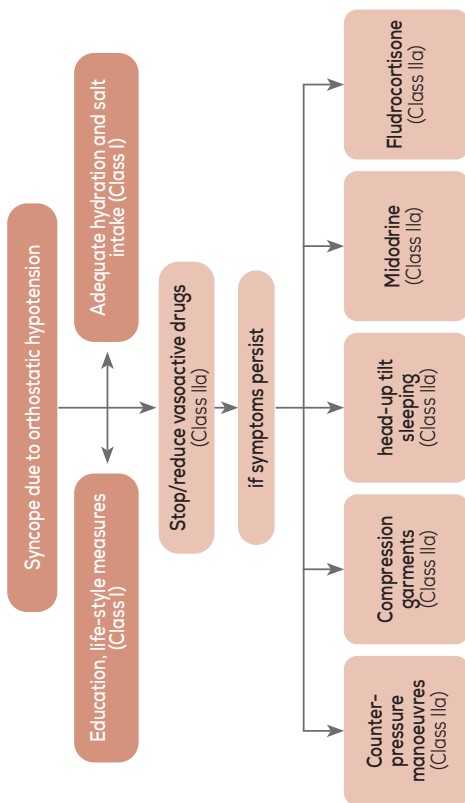 Syncope due to orthostatic hypotension
Education, life-style measures
(Class I)
Adequate hydration and salt
intake (Class I)
Stop/reduce vasoactive drugs
(Class IIa)
if symptoms persist
Counter-
pressure
manoeuvres
(Class IIa)
Compression
garments
(Class IIa)
head-up tilt
sleeping
(Class IIa)
Midodrine
(Class IIa)
Fludrocortisone
(Class IIa)